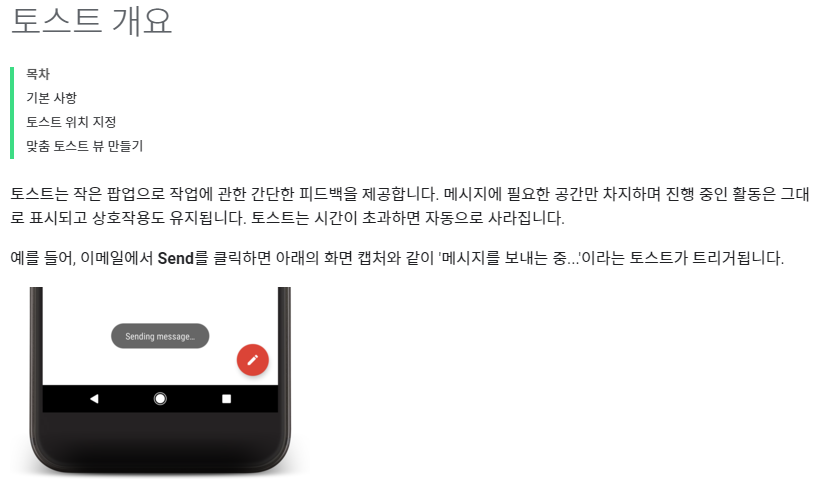 토스트 개요
목차
기본 사항
토스트 위치 지정
맞춤 토스트 뷰 만들기
토스트는 작은 팝업으로 작업에 관한 간단한 피드백을 제공합니다. 메시지에 필요한 공간만 차지하며 진행 중인 활동은 그대
로 표시되고 상호작용도 유지됩니다. 토스트는 시간이 초과하면 자동으로 사라집니다.
예를 들어, 이메일에서 Send를 클릭하면 아래의 화면 캡처와 같이 '메시지를 보내는 중...'이라는 토스트가 트리거됩니다.
Sending message...